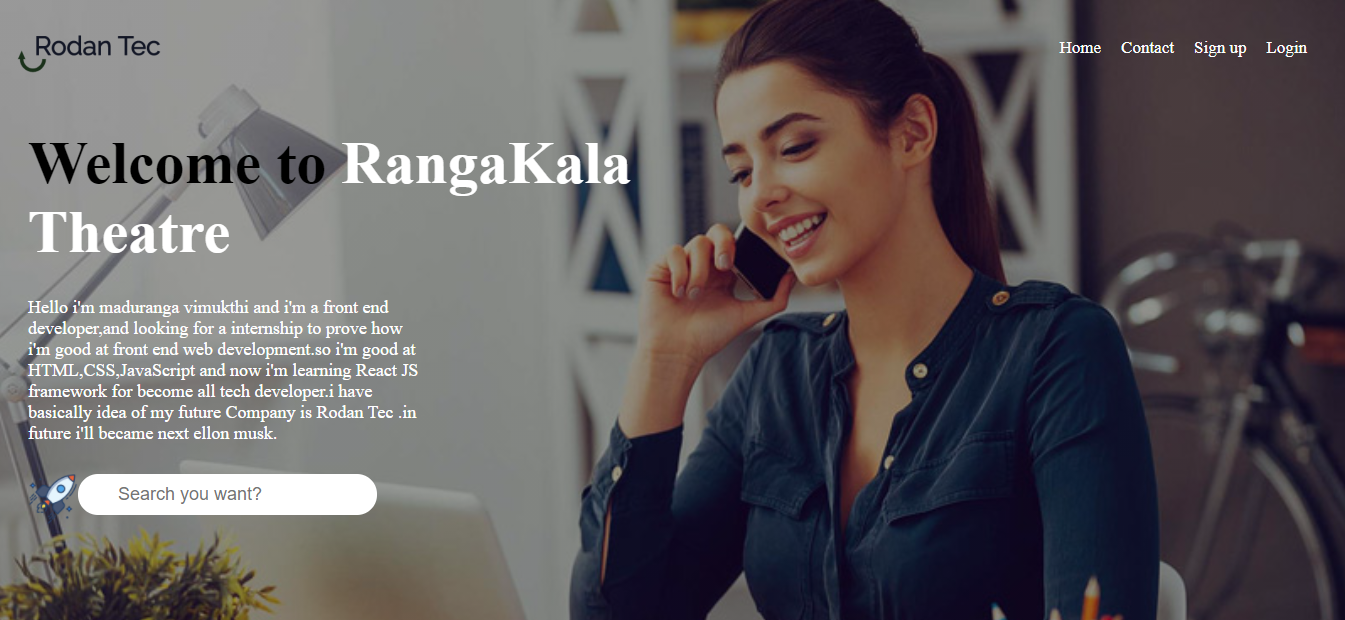 Rodan Tec
Home Contact Sign up Login
Welcome to RangaKala
Theatre
Hello i'm maduranga vimukthi and i'm a front end
developer,and looking for a internship to prove how
i'm good at front end web development.so i'm good at
HTML,CSS,JavaScript and now i'm learning React JS
framework for become all tech developer.i have
basically idea of my future Company is Rodan Tec .in
future i'll became next ellon musk.
Search you want?